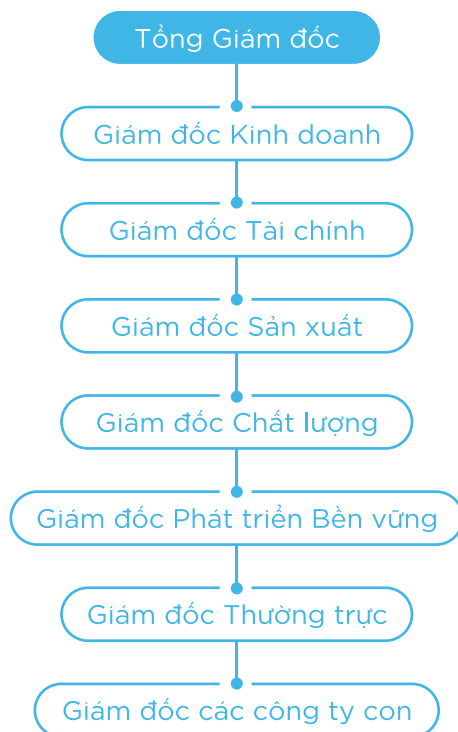 Tổng Giám đốc
Giám đốc Kinh doanh
Giám đốc Tài chính
Giám đốc Sản xuất
Giám đốc Chất lượng
Giám đốc Phát triển Bền vững
Giám đốc Thường trực
Giám đốc các công ty con